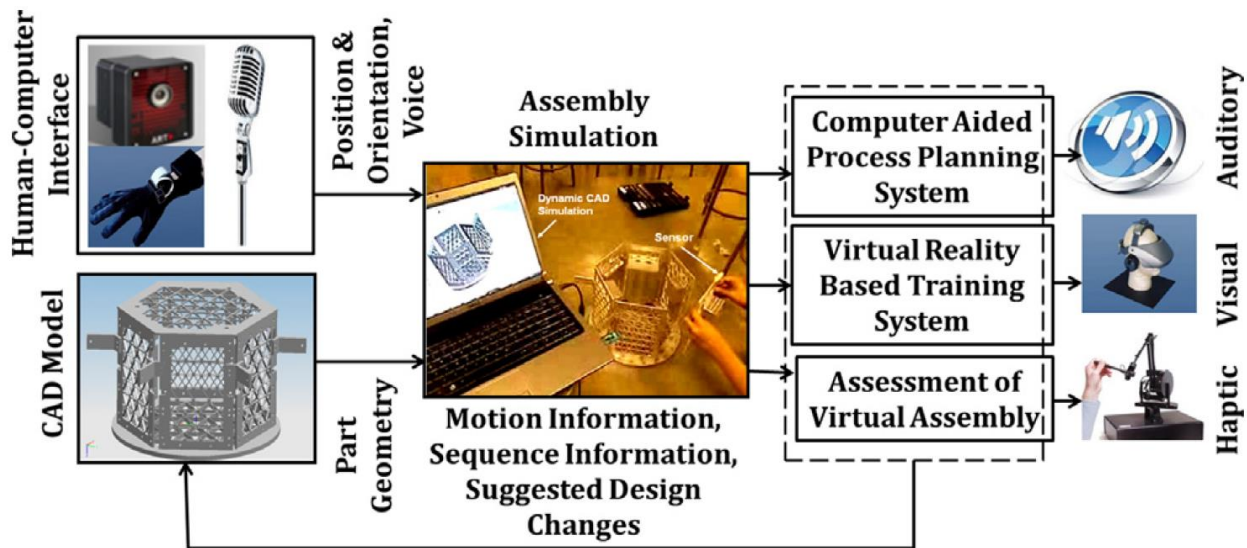 Human-Computer
Interface
Position &
Orientation,
Voice
ART
CAD Model
Part
Geometry
Assembly
Simulation
Dynamic CAD
Simulation
Sensor
Motion Information,
Sequence Information,
Suggested Design
Changes
Computer Aided
Process Planning
System
Virtual Reality
Based Training
System
Assessment of
Virtual Assembly
Auditory
Visual
Haptic